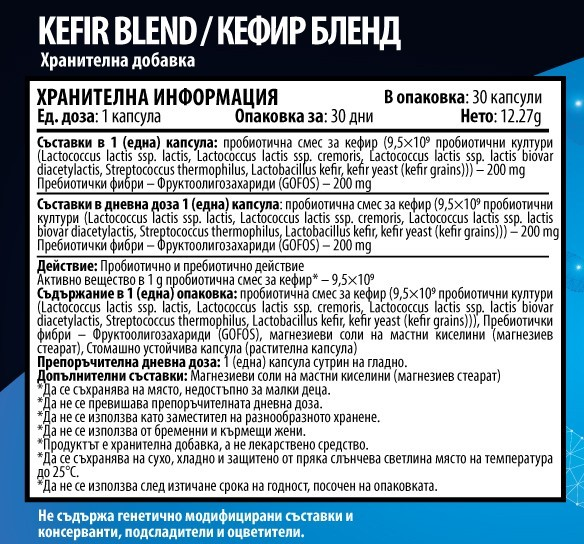 KEFIR BLEND / КЕФИР БЛЕНД
Хранителна добавка
ХРАНИТЕЛНА ИНФОРМАЦИЯ В опаковка: 30 капсули
Ед. доза: 1 капсула Опаковка за: 30 дни Нето: 12.27g
Съставки в 1 (една) капсула: пробиотична смес за кефир (9,5×10⁹ пробиотични култури
(Lactococcus lactis ssp. lactis, Lactococcus lactis ssp. cremoris, Lactococcus lactis biovar
diacetylactis, Streptococcus thermophilus, Lactobacillus kefir, kefir yeast (kefir grains))) – 200 mg
Пребиотични фибри – Фруктоолигозахариди (GOFOS) – 200 mg
Съставки в дневна доза 1 (една) капсула: пробиотична смес за кефир (9,5×10⁹ пробиотични
култури (Lactococcus lactis ssp. lactis, Lactococcus lactis ssp. cremoris, Lactococcus lactis
biovar diacetylactis, Streptococcus thermophilus, Lactobacillus kefir, kefir yeast (kefir grains))) – 200 mg
Пребиотични фибри – Фруктоолигозахариди (GOFOS) – 200 mg
Действие: Пробиотично и пребиотично действие
Активно вещество в 1 g пробиотична смес за кефир* – 9,5×10⁹
Съдържание в 1 (една) опаковка: пробиотична смес за кефир (9,5×10⁹ пробиотични култури
(Lactococcus lactis ssp. lactis, Lactococcus lactis ssp. cremoris, Lactococcus lactis biovar
diacetylactis, Streptococcus thermophilus, Lactobacillus kefir, kefir yeast (kefir grains))), Пребиотични
фибри – Фруктоолигозахариди (GOFOS), магнезиеви соли на мастни киселини (магнезиев
стеарат), Стомашно устойчива капсула (растителна капсула)
Препоръчителна дневна доза: 1 (една) капсула сутрин на гладно.
Допълнителни съставки: Магнезиеви соли на мастни киселини (магнезиев стеарат)
*Да се съхранява на място, недостъпно за малки деца.
*Да не се превишава препоръчителната дневна доза.
*Да не се използва като заместител на разнообразното хранене.
*Да не се използва от бременни и кърмещи жени.
*Продуктът е хранителна добавка, а не лекарствено средство.
*Да се съхранява на сухо, хладно и защитено от пряка слънчева светлина място на температура
до 25°C.
*Да не се използва след изтичане срока на годност, посочен на опаковката.
Не съдържа генетично модифицирани съставки и
консерванти, подсладители и оцветители.